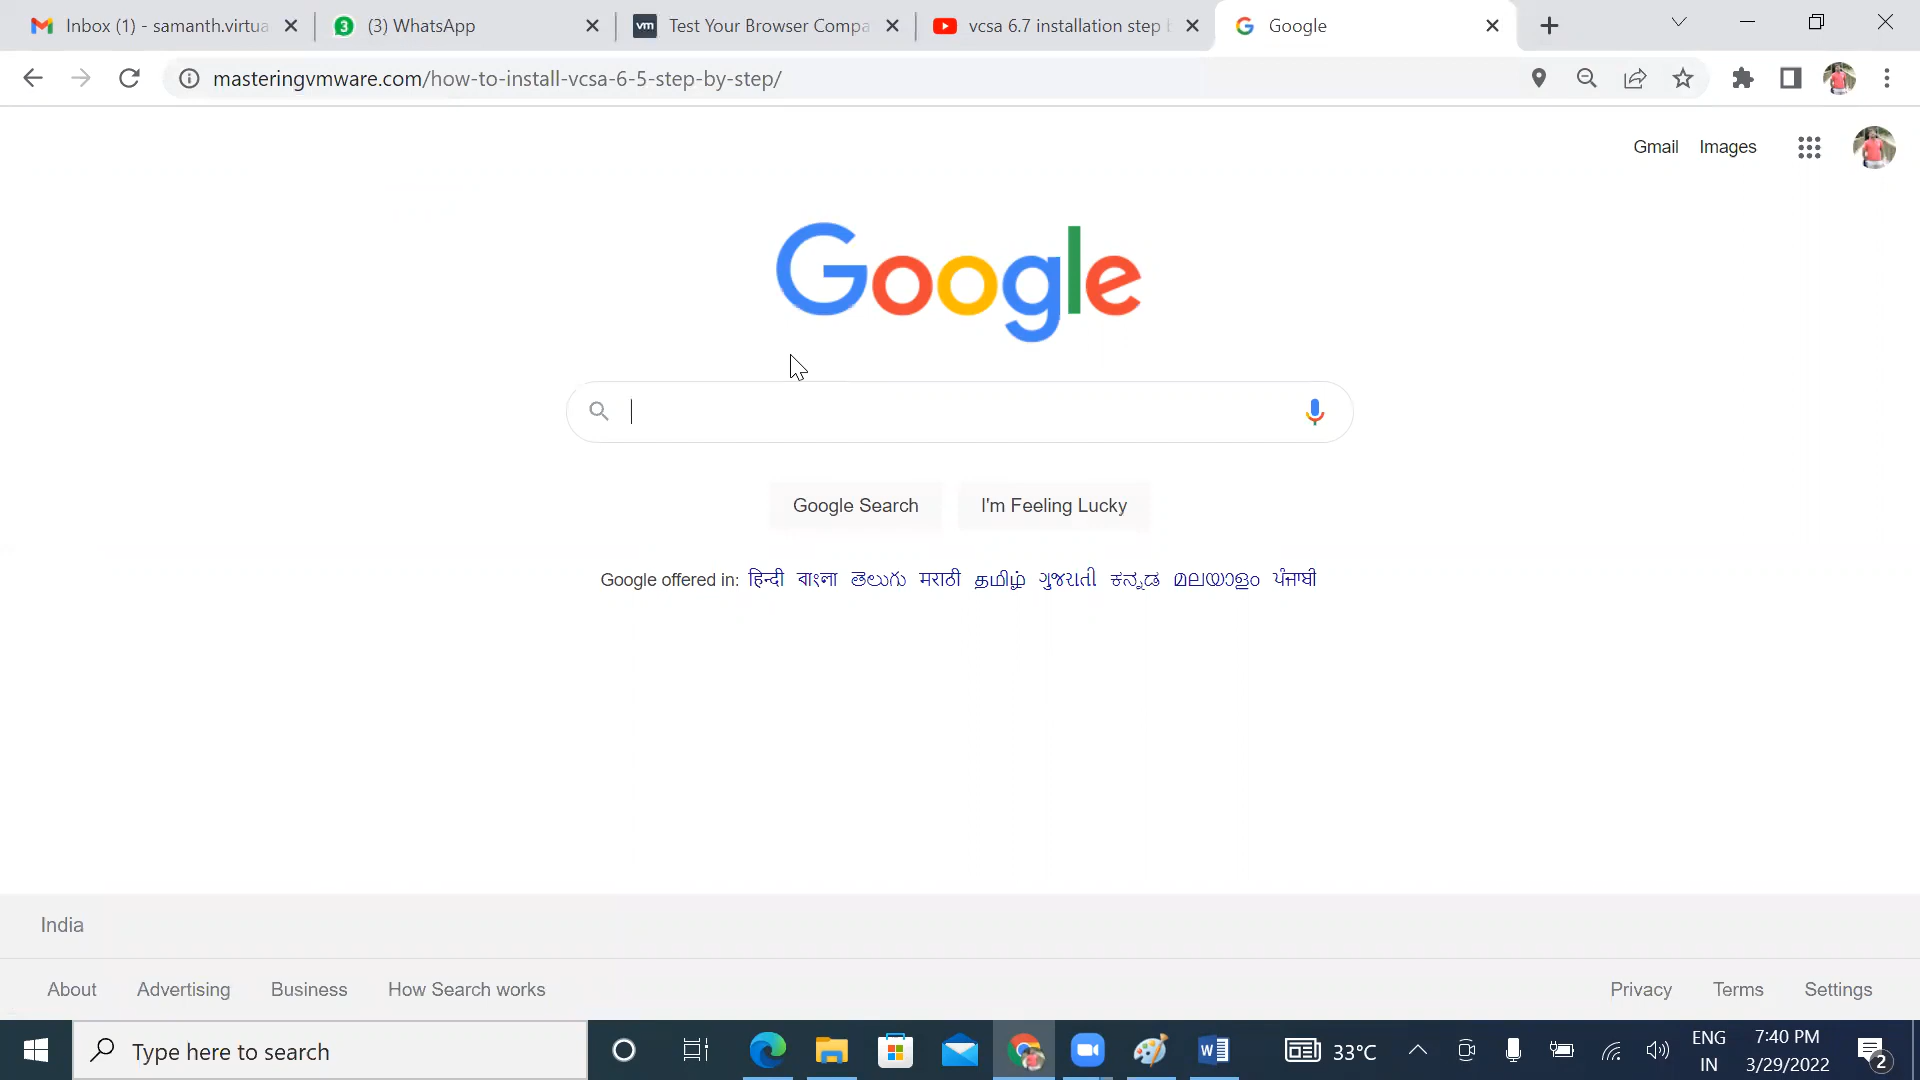 Inbox (1) - samanth.virtua
3 (3) WhatsApp
vm Test Your Browser Compa
vcsa 6.7 installation step b
Google
masteringvmware.com/how-to-install-vcsa-6-5-step-by-step/
Gmail Images
Google
Google Search I'm Feeling Lucky
Google offered in: हिन्दी বাংলা తెలుగు मराठी தமிழ் ગુજરાતી ಕನ್ನಡ മലയാളം ਪੰਜਾਬੀ
India
About Advertising Business How Search works Privacy Terms Settings
Type here to search
W
33°C
ENG
IN
7:40 PM
3/29/2022
2